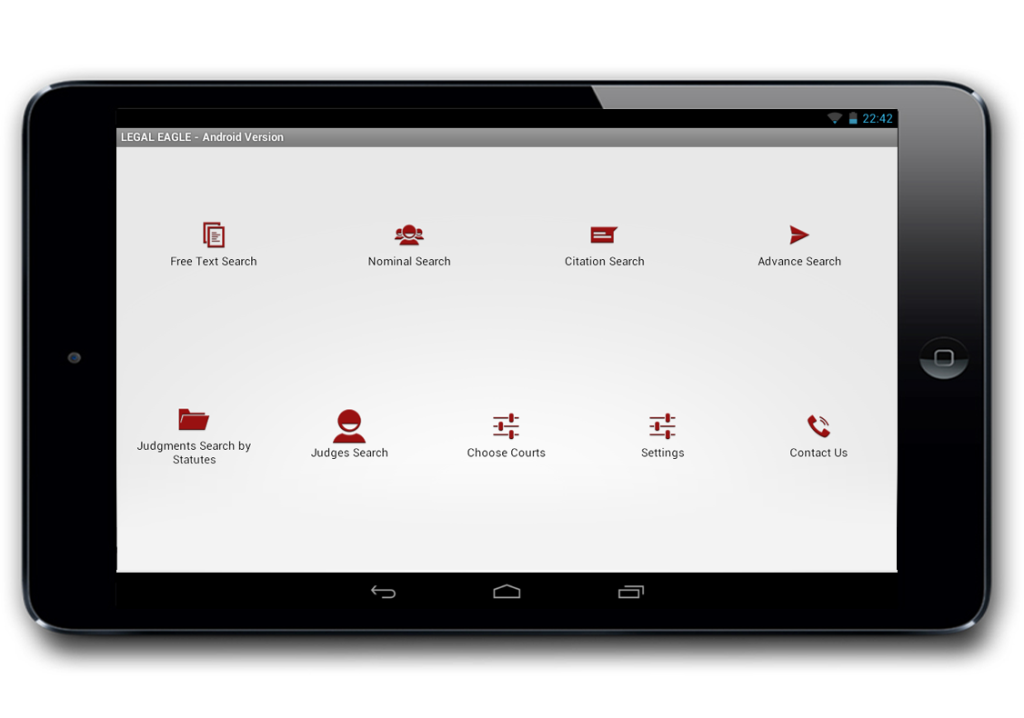 22:42
LEGAL EAGLE - Android Version
Free Text Search
Nominal Search
Citation Search
Advance Search
Judgments Search by
Statutes
Judges Search
Choose Courts
Settings
Contact Us